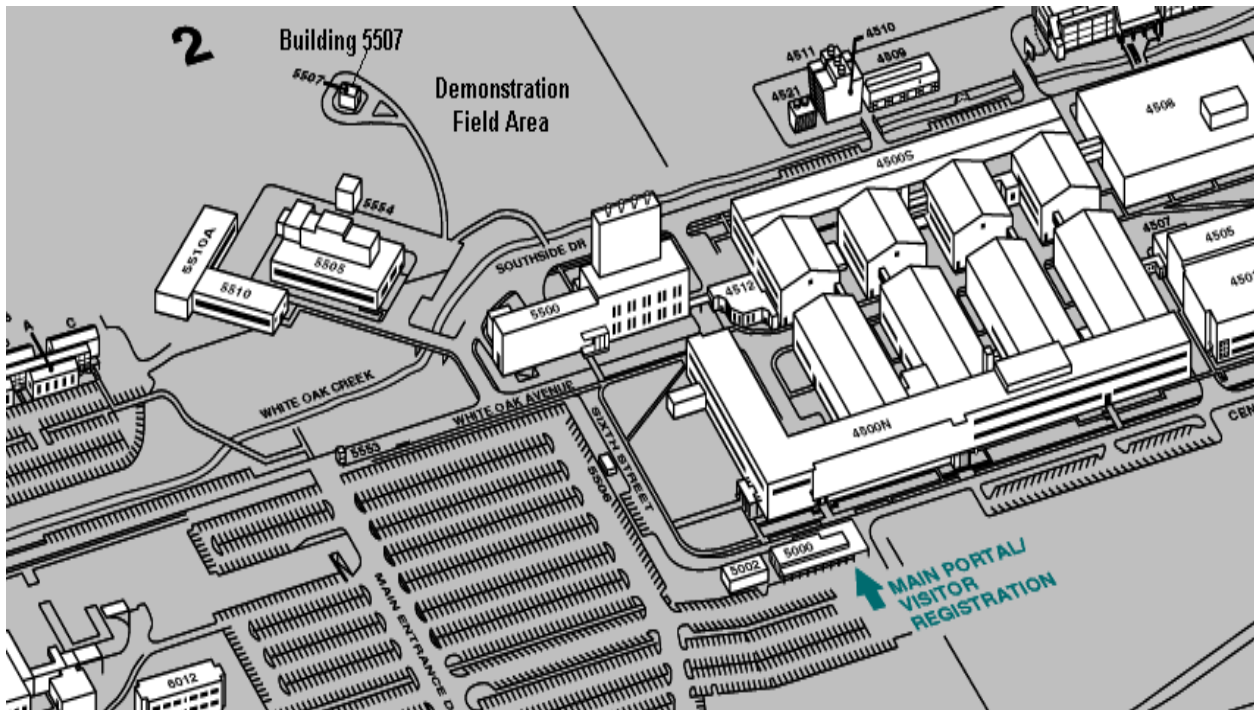 2
Building 5507
5507
Demonstration
Field Area
4511
4510
4509
4521
4508
4500S
5554
5510A
5505
5510
SOUTHSIDE DR
5500
4512
4507
4505
A
C
WHITE OAK CREEK
WHITE OAK AVENUE
SIXTH STREET
4500N
5553
5506
5002
5000
MAIN PORTAL/
VISITOR
REGISTRATION
MAIN ENTRANCE D
6012